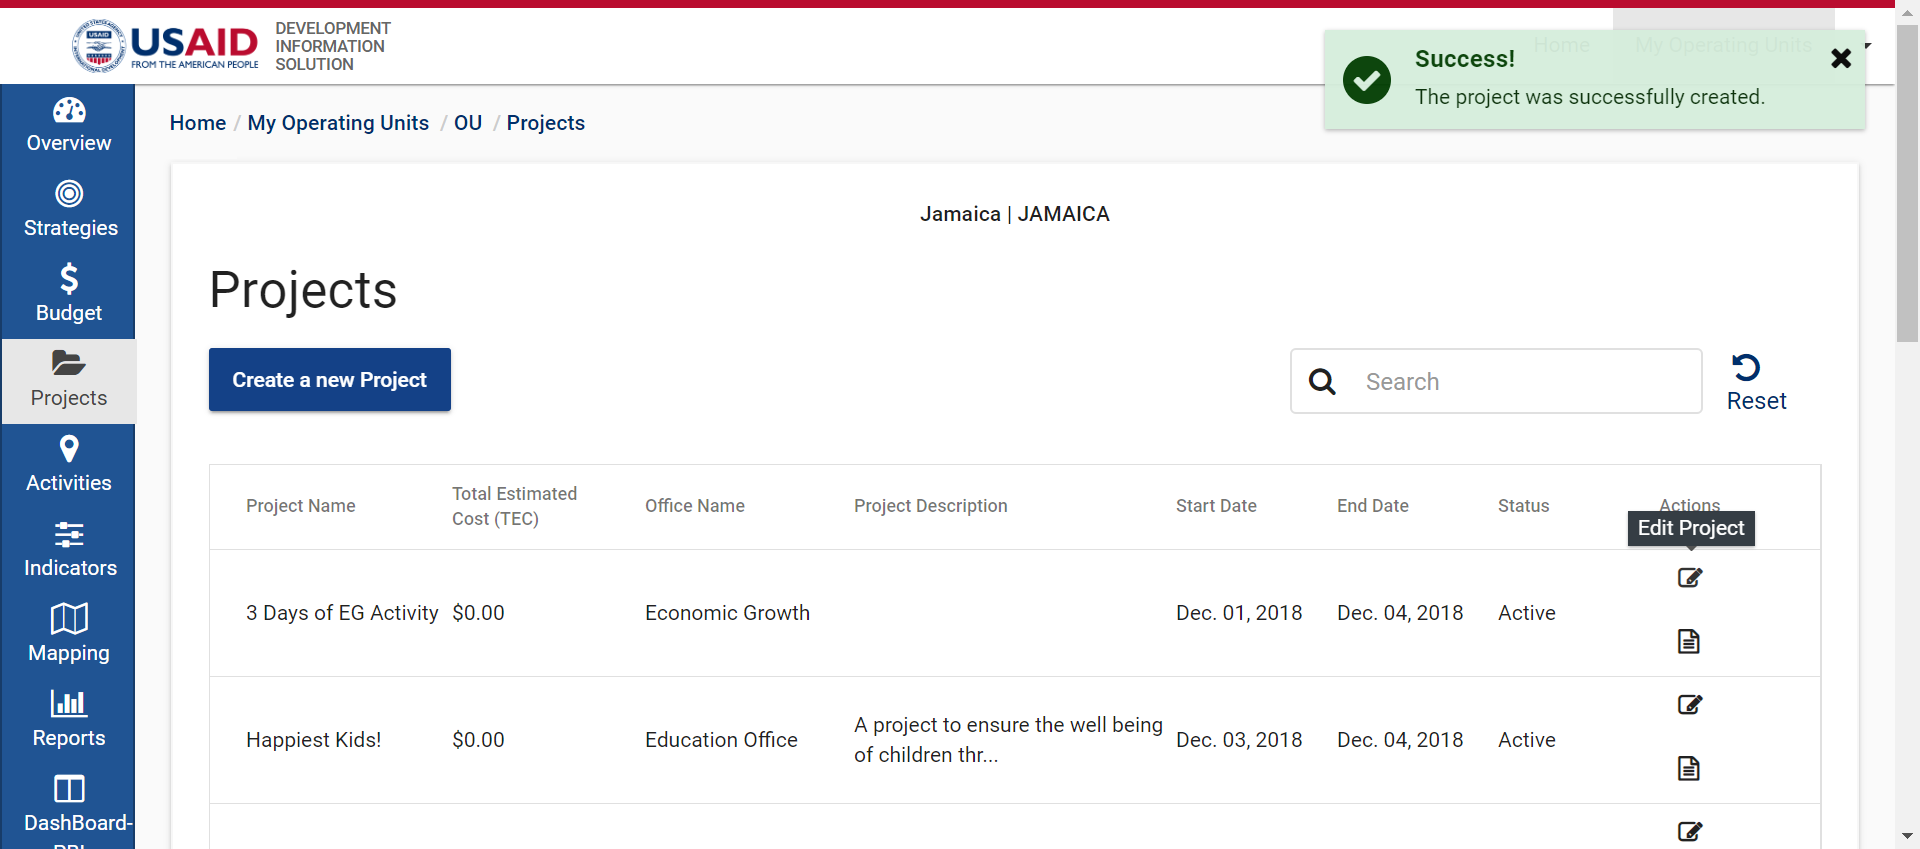 USAID
FROM THE AMERICAN PEOPLE
DEVELOPMENT
INFORMATION
SOLUTION
Home
My Operating Units
Success!
The project was successfully created.
Overview
Strategies
Budget
Projects
Activities
Indicators
Mapping
Reports
DashBoard-
Home / My Operating Units / OU / Projects
Jamaica | JAMAICA
Projects
Create a new Project
Search
Reset
Project Name
Total Estimated
Cost (TEC)
Office Name
Project Description
Start Date
End Date
Status
Actions
Edit Project
3 Days of EG Activity $0.00 Economic Growth Dec. 01, 2018 Dec. 04, 2018 Active
Happiest Kids! $0.00 Education Office
A project to ensure the well being
of children thr...
Dec. 03, 2018 Dec. 04, 2018 Active